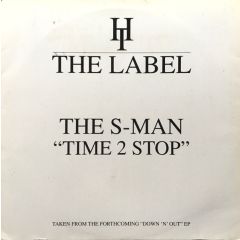 HT
THE LABEL
THE S-MAN
“TIME 2 STOP”
TAKEN FROM THE FORTHCOMING “DOWN ‘N’ OUT” EP